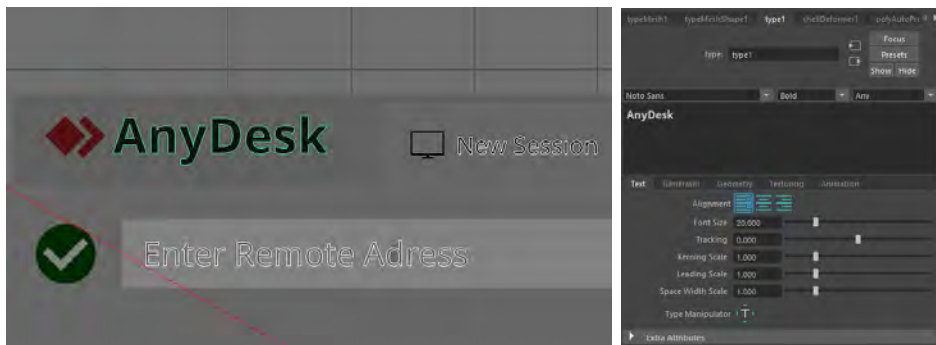 AnyDesk
New Session
Enter Remote Adress
typeMesh1 typeMeshShape1 type1 shellDeformer1 polyAutoPro
type: type1
Focus
Presets
Show Hide
Noto Sans Bold Any
AnyDesk
Text Generator Geometry Texturing Animation
Alignment
Font Size 20.000
Tracking 0.000
Kerning Scale 1.000
Leading Scale 1.000
Space Width Scale 1.000
Type Manipulator T
Extra Attributes